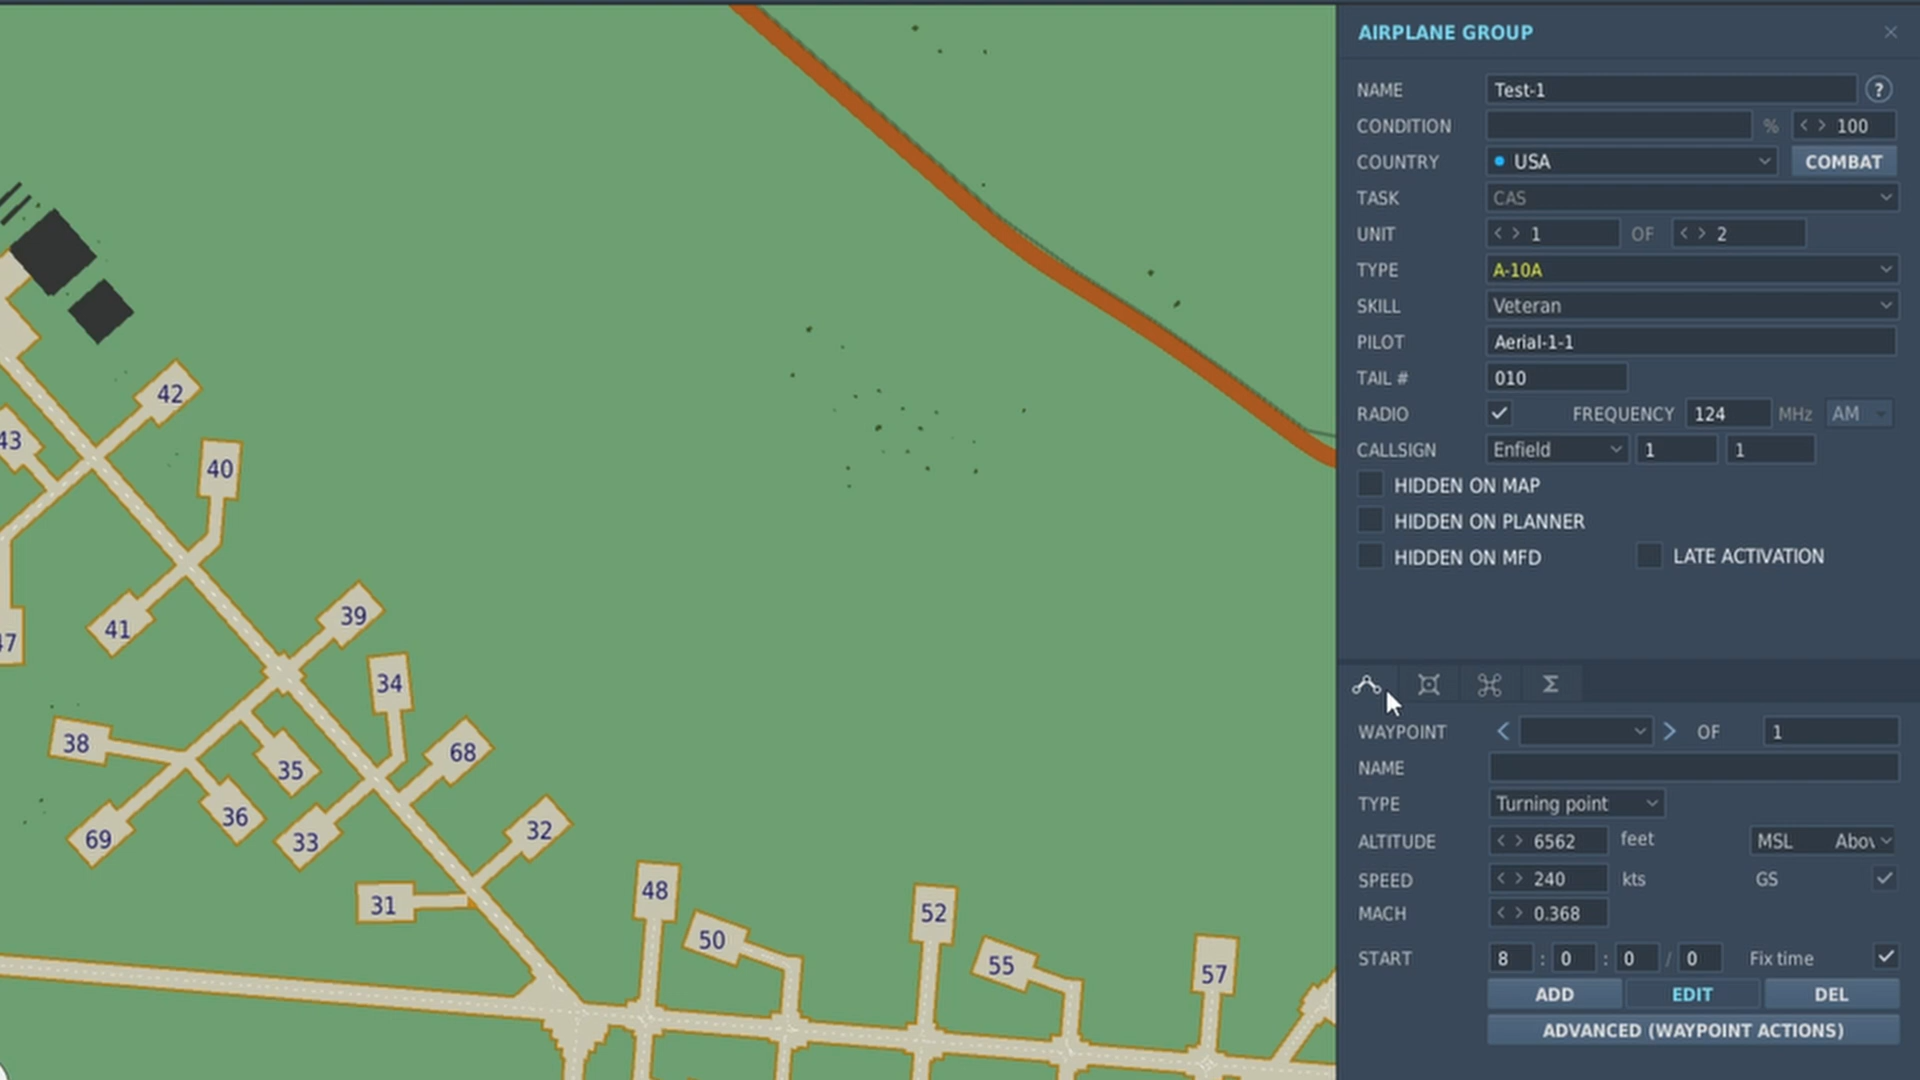 AIRPLANE GROUP
NAME Test-1 ?
CONDITION % < > 100
COUNTRY USA COMBAT
TASK CAS
UNIT < > 1 OF < > 2
TYPE A-10A
SKILL Veteran
PILOT Aerial-1-1
TAIL # 010
RADIO FREQUENCY 124 MHz AM
CALLSIGN Enfield 1 1
HIDDEN ON MAP
HIDDEN ON PLANNER
HIDDEN ON MFD LATE ACTIVATION
Σ
WAYPOINT < > OF 1
NAME
TYPE Turning point
ALTITUDE < > 6562 feet MSL Abov
SPEED < > 240 kts GS
MACH < > 0.368
START 8 : 0 : 0 / 0 Fix time
ADD EDIT DEL
ADVANCED (WAYPOINT ACTIONS)
42
43
40
39
41
47
34
38
68
35
36
32
69
33
31
48
52
50
55
57